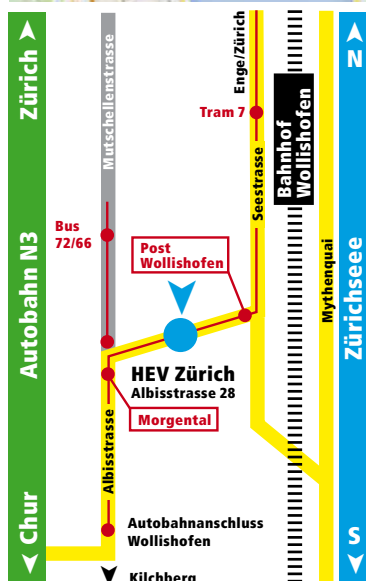 Zürich
Autobahn N3
Chur
Mutschellenstrasse
Bus
72/66
Tram 7
Enge/Zürich
Seestrasse
Bahnhof
Wollishofen
Mythenquai
N
Zürichseee
S
Post
Wollishofen
HEV Zürich
Albisstrasse 28
Morgental
Albisstrasse
Autobahnanschluss
Wollishofen
Kilchberg